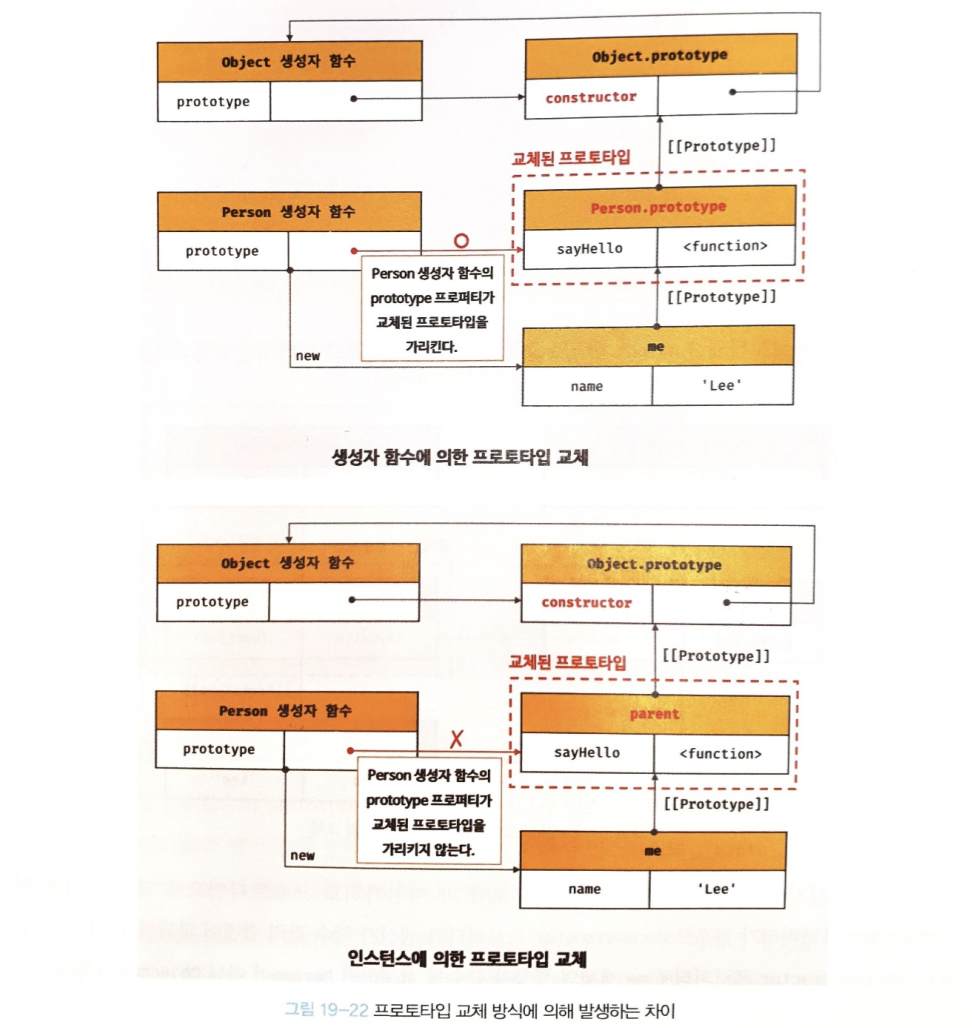 Object 생성자 함수
prototype
Object.prototype
constructor
[[Prototype]]
교체된 프로토타입
Person 생성자 함수
prototype
Person.prototype
sayHello
<function>
Person 생성자 함수의
prototype 프로퍼티가
교체된 프로토타입을
가리킨다.
[[Prototype]]
new
me
name
'Lee'
생성자 함수에 의한 프로토타입 교체
Object 생성자 함수
prototype
Object.prototype
constructor
[[Prototype]]
교체된 프로토타입
Person 생성자 함수
prototype
X
parent
sayHello
<function>
Person 생성자 함수의
prototype 프로퍼티가
교체된 프로토타입을
가리키지 않는다.
[[Prototype]]
new
me
name
'Lee'
인스턴스에 의한 프로토타입 교체
그림 19-22 프로토타입 교체 방식에 의해 발생하는 차이